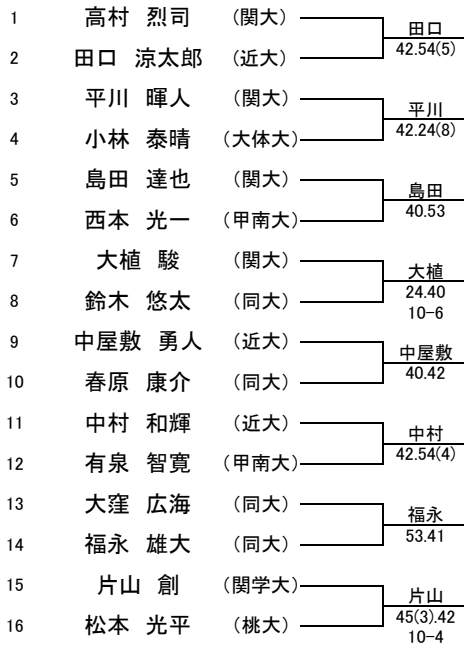 1 高村 烈司 (関大)
田口
42.54(5)
2 田口 涼太郎 (近大)
3 平川 暉人 (関大)
平川
42.24(8)
4 小林 泰晴 (大体大)
5 島田 達也 (関大)
島田
40.53
6 西本 光一 (甲南大)
7 大植 駿 (関大)
大植
24.40
10-6
8 鈴木 悠太 (同大)
9 中屋敷 勇人 (近大)
中屋敷
40.42
10 春原 康介 (同大)
11 中村 和輝 (近大)
中村
42.54(4)
12 有泉 智寛 (甲南大)
13 大窪 広海 (同大)
福永
53.41
14 福永 雄大 (同大)
15 片山 創 (関学大)
片山
45(3).42
10-4
16 松本 光平 (桃大)